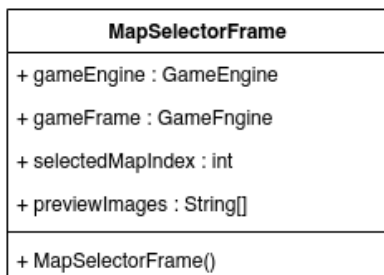 MapSelectorFrame
+ gameEngine : GameEngine
+ gameFrame : GameFngine
+ selectedMapIndex : int
+ previewImages : String[]
+ MapSelectorFrame()